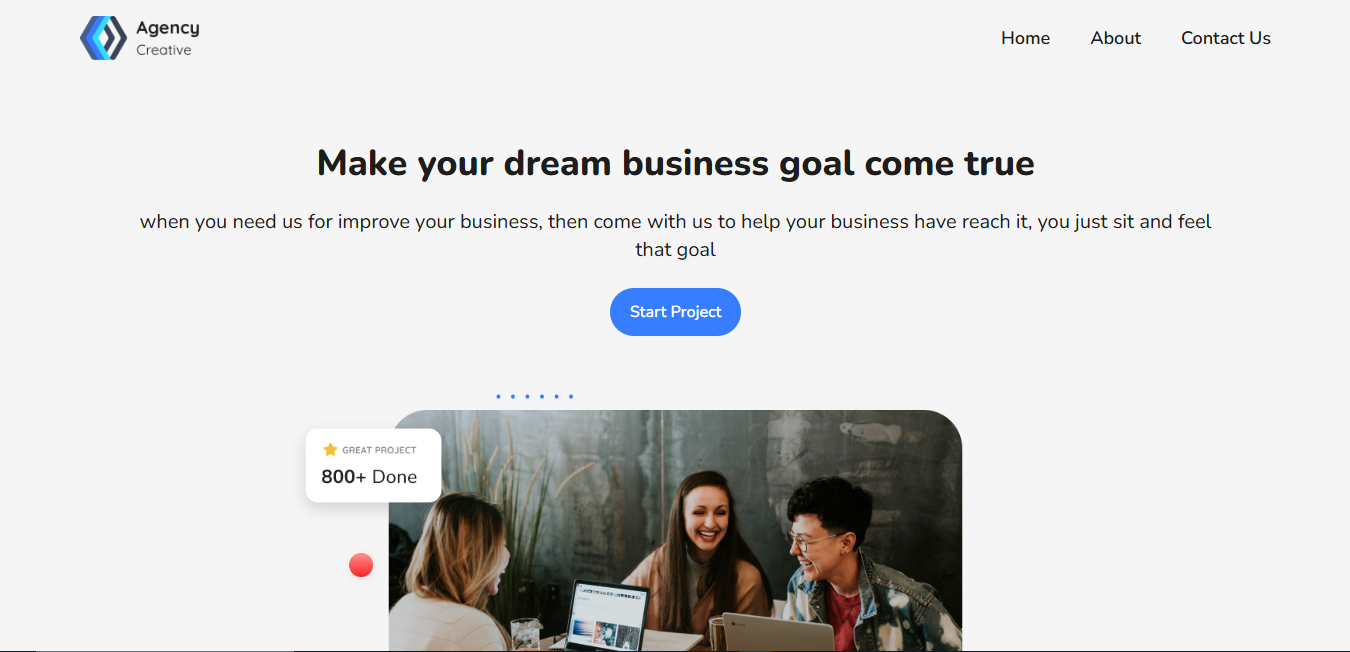 Agency
Creative
Home About Contact Us
Make your dream business goal come true
when you need us for improve your business, then come with us to help your business have reach it, you just sit and feel
that goal
Start Project
GREAT PROJECT
800+ Done